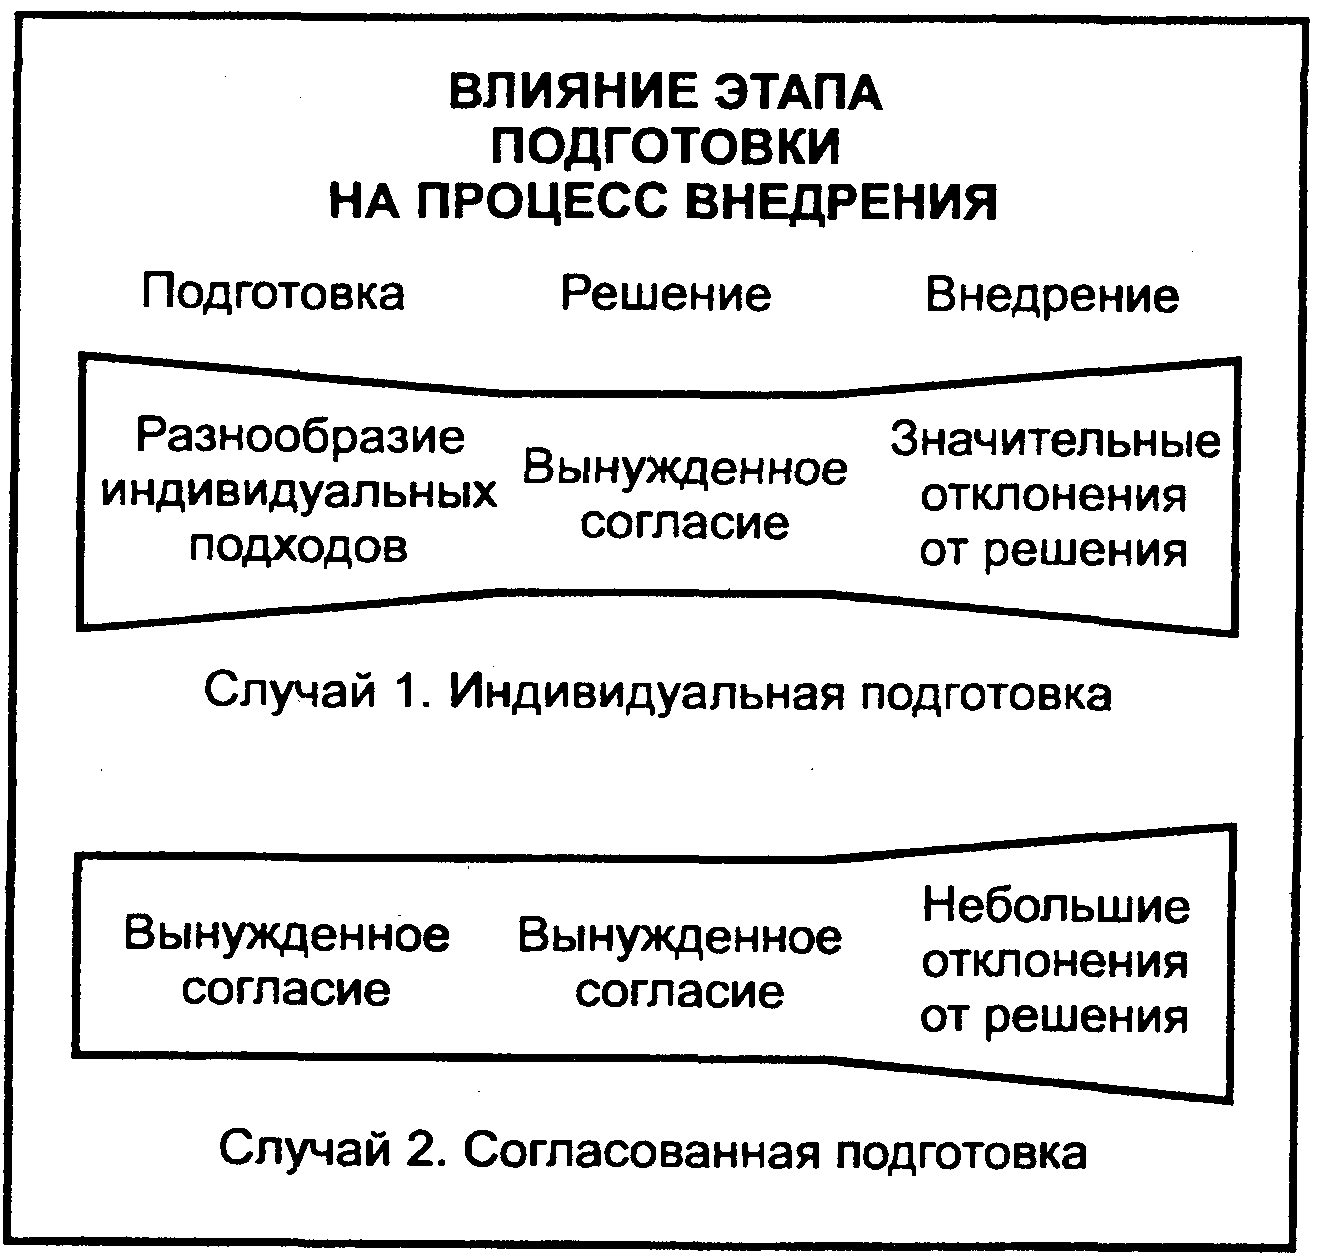 ВЛИЯНИЕ ЭТАПА
ПОДГОТОВКИ
НА ПРОЦЕСС ВНЕДРЕНИЯ
Подготовка Решение Внедрение
Разнообразие
индивидуальных
подходов
Вынужденное
согласие
Значительные
отклонения
от решения
Случай 1. Индивидуальная подготовка
Вынужденное
согласие
Вынужденное
согласие
Небольшие
отклонения
от решения
Случай 2. Согласованная подготовка